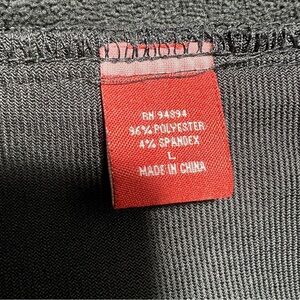 RN 94894
96% POLYESTER
4% SPANDEX
L
MADE IN CHINA